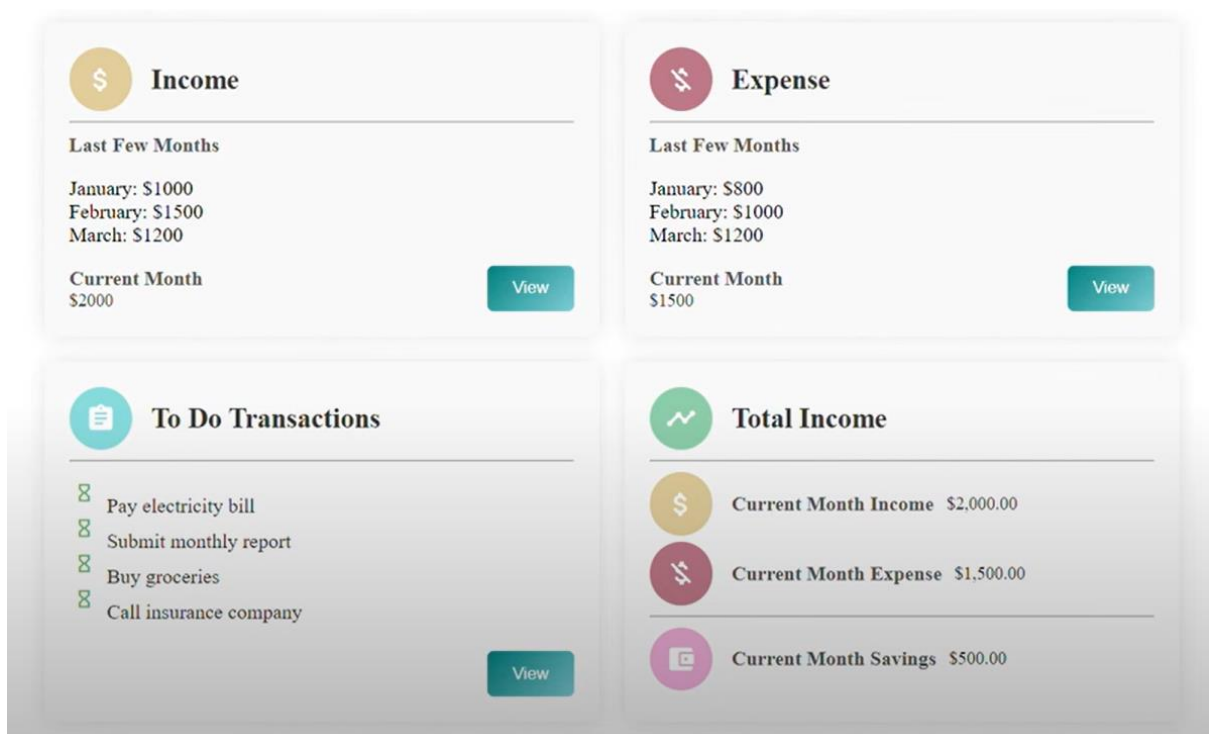 Income
Last Few Months
January: $1000
February: $1500
March: $1200
Current Month
$2000
View
Expense
Last Few Months
January: $800
February: $1000
March: $1200
Current Month
$1500
View
To Do Transactions
Pay electricity bill
Submit monthly report
Buy groceries
Call insurance company
View
Total Income
Current Month Income $2,000.00
Current Month Expense $1,500.00
Current Month Savings $500.00